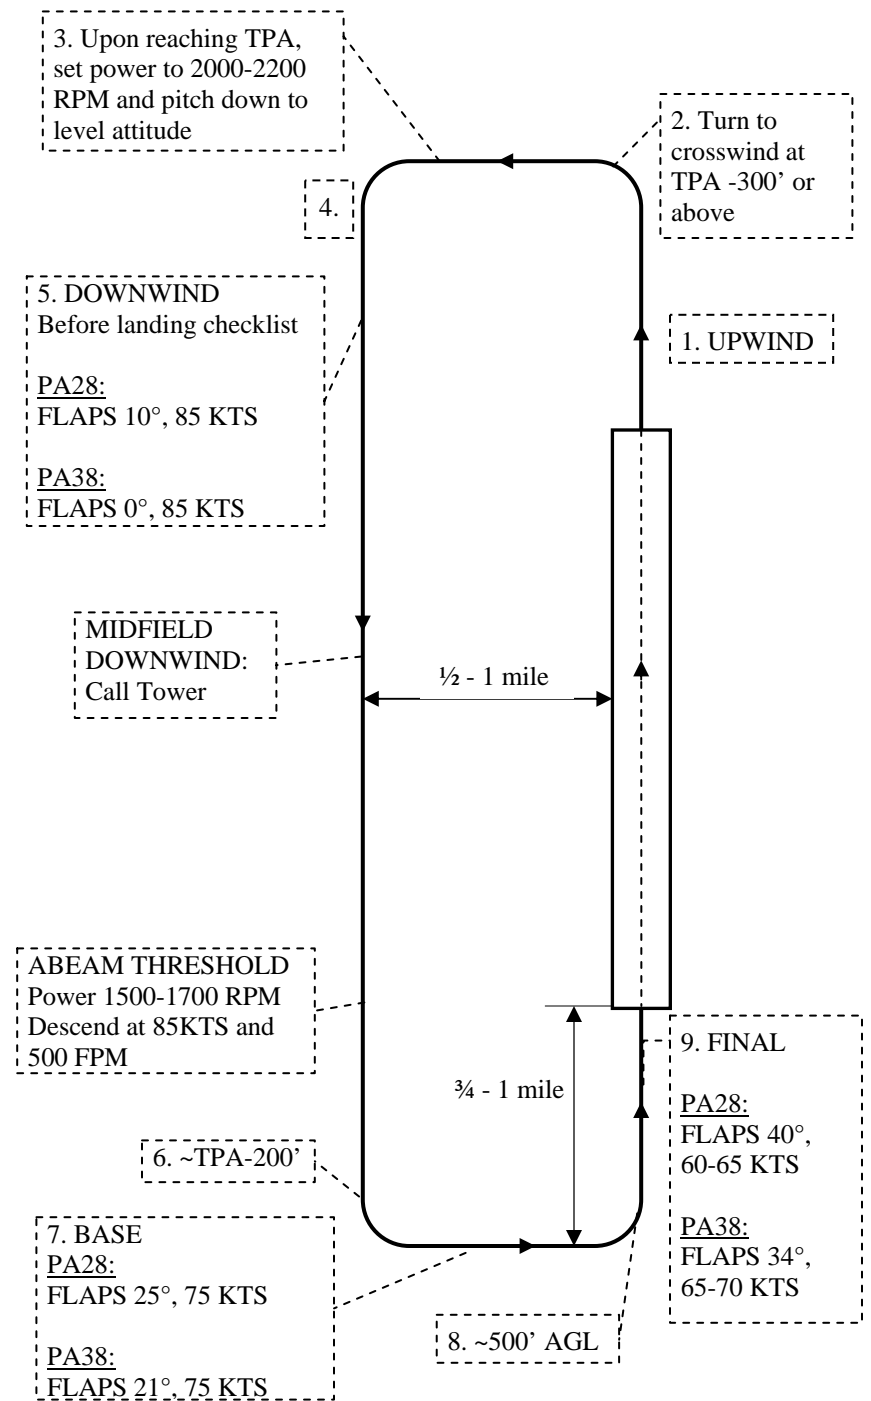 3. Upon reaching TPA,
set power to 2000-2200
RPM and pitch down to
level attitude
2. Turn to
crosswind at
TPA -300’ or
above
4.
5. DOWNWIND
Before landing checklist
PA28:
FLAPS 10°, 85 KTS
PA38:
FLAPS 0°, 85 KTS
1. UPWIND
MIDFIELD
DOWNWIND:
Call Tower
½ - 1 mile
ABEAM THRESHOLD
Power 1500-1700 RPM
Descend at 85KTS and
500 FPM
¾ - 1 mile
9. FINAL
PA28:
FLAPS 40°,
60-65 KTS
PA38:
FLAPS 34°,
65-70 KTS
6. ~TPA-200’
7. BASE
PA28:
FLAPS 25°, 75 KTS
PA38:
FLAPS 21°, 75 KTS
8. ~500’ AGL